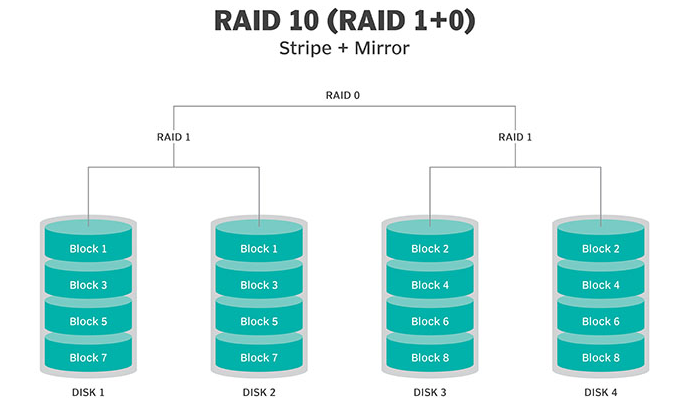 RAID 10 (RAID 1+0)
Stripe + Mirror
RAID 0
RAID 1
RAID 1
Block 1
Block 3
Block 5
Block 7
DISK 1
Block 1
Block 3
Block 5
Block 7
DISK 2
Block 2
Block 4
Block 6
Block 8
DISK 3
Block 2
Block 4
Block 6
Block 8
DISK 4